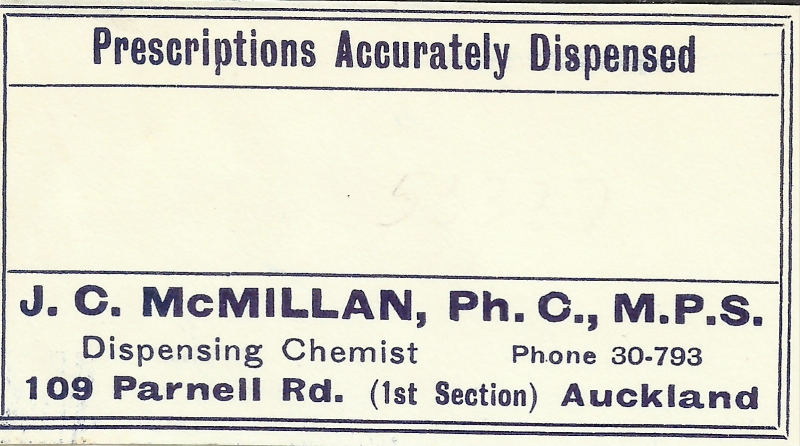 Prescriptions Accurately Dispensed
J. C. McMILLAN, Ph. C., M.P.S.
Dispensing Chemist Phone 30-793
109 Parnell Rd. (1st Section) Auckland